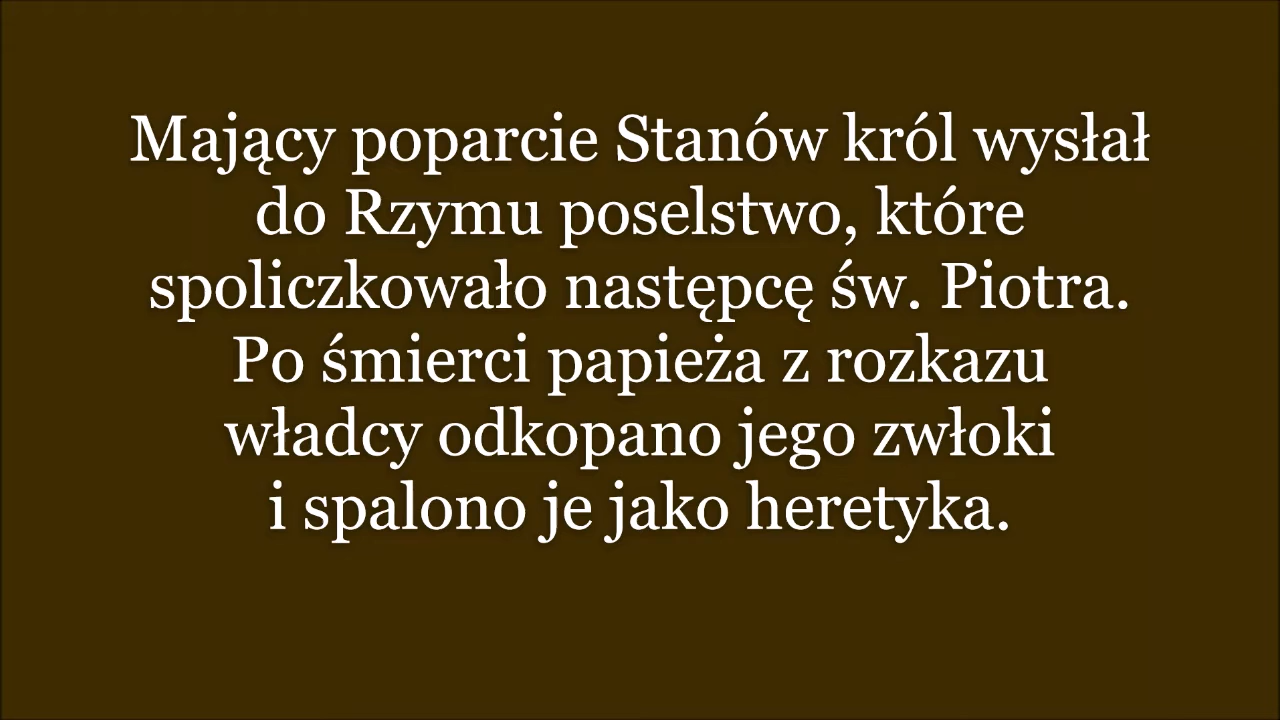 Mający poparcie Stanów król wysłał
do Rzymu poselstwo, które
spoliczkowało następcę św. Piotra.
Po śmierci papieża z rozkazu
władcy odkopano jego zwłoki
i spalono je jako heretyka.